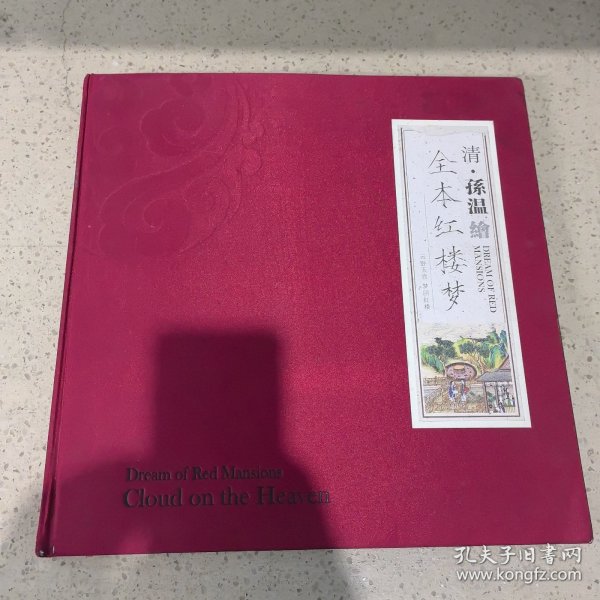 清·孫温繪
全本红楼梦
DREAM OF RED
MANSIONS
Dream of Red Mansions
Cloud on the Heaven
孔夫子旧书网
www.kongfz.com